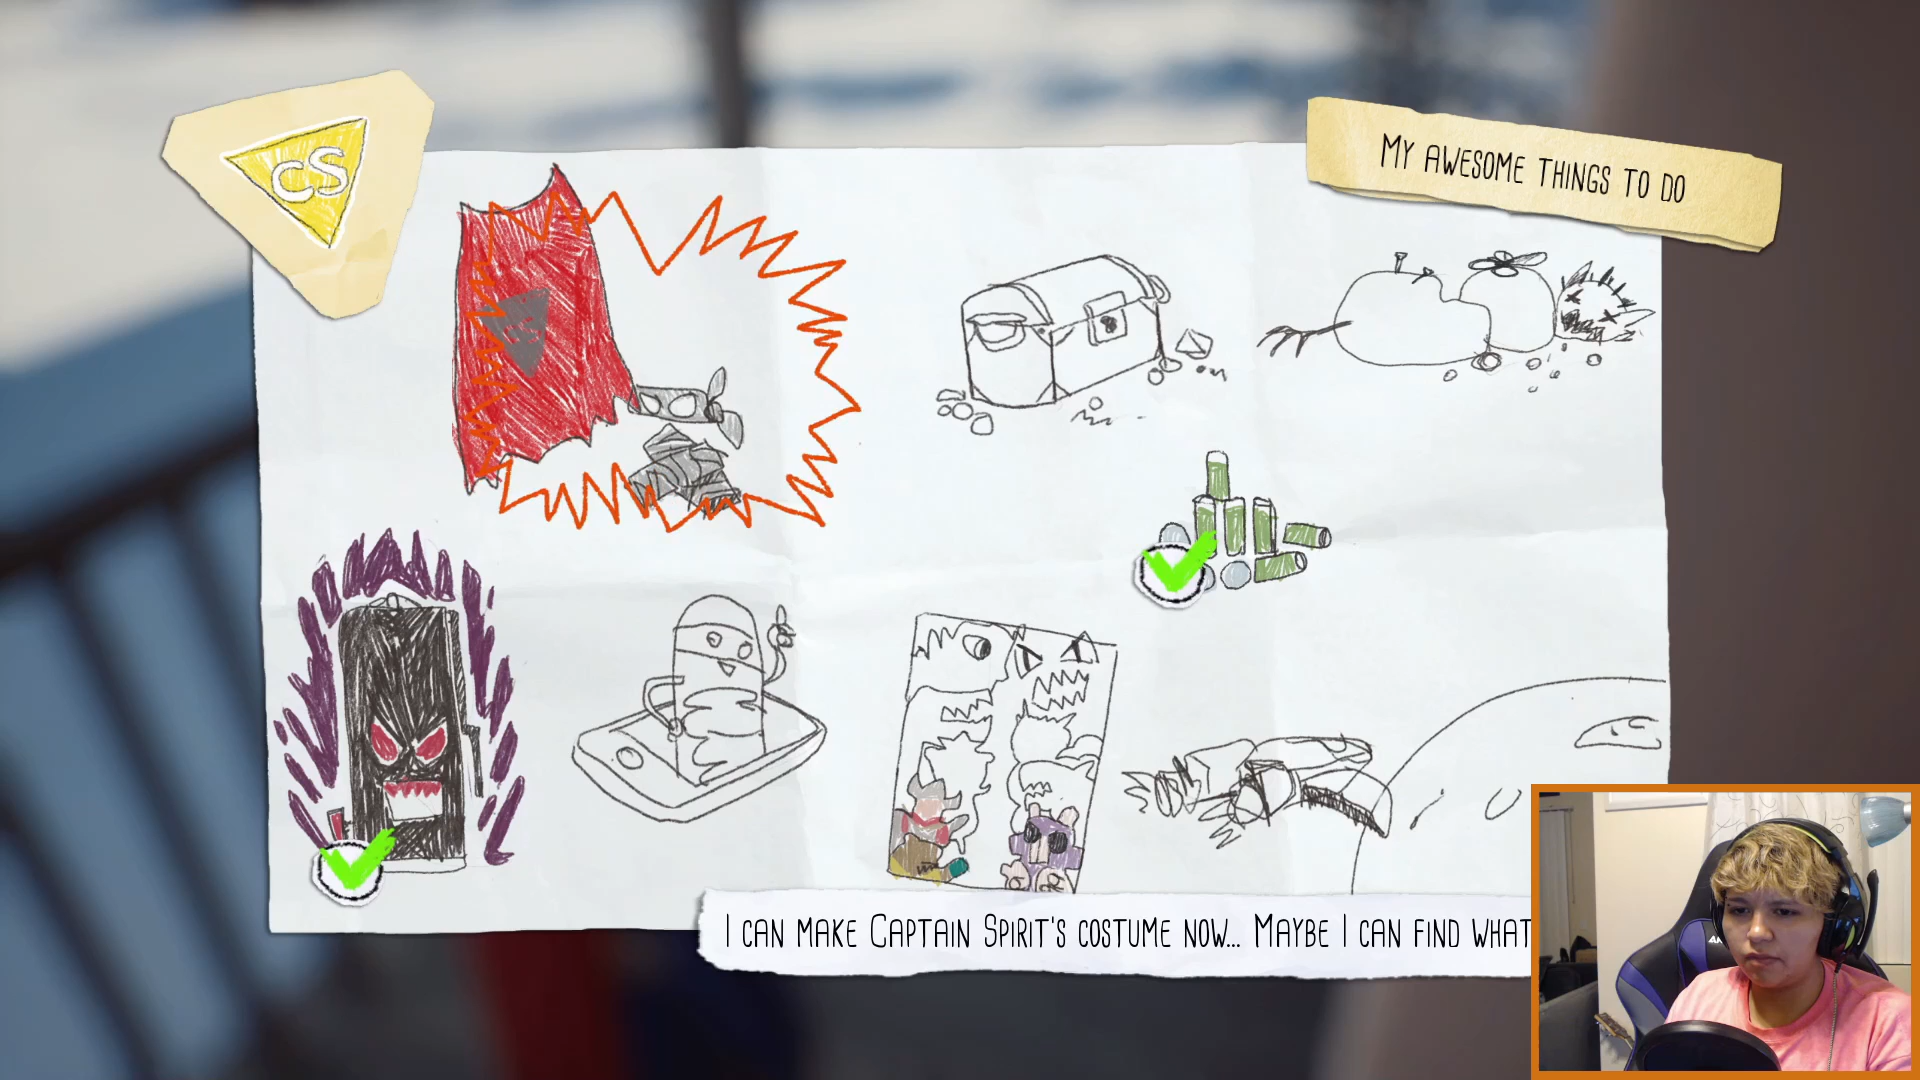 CS
My awesome things to do
I can make Captain Spirit's costume now... Maybe I can find what